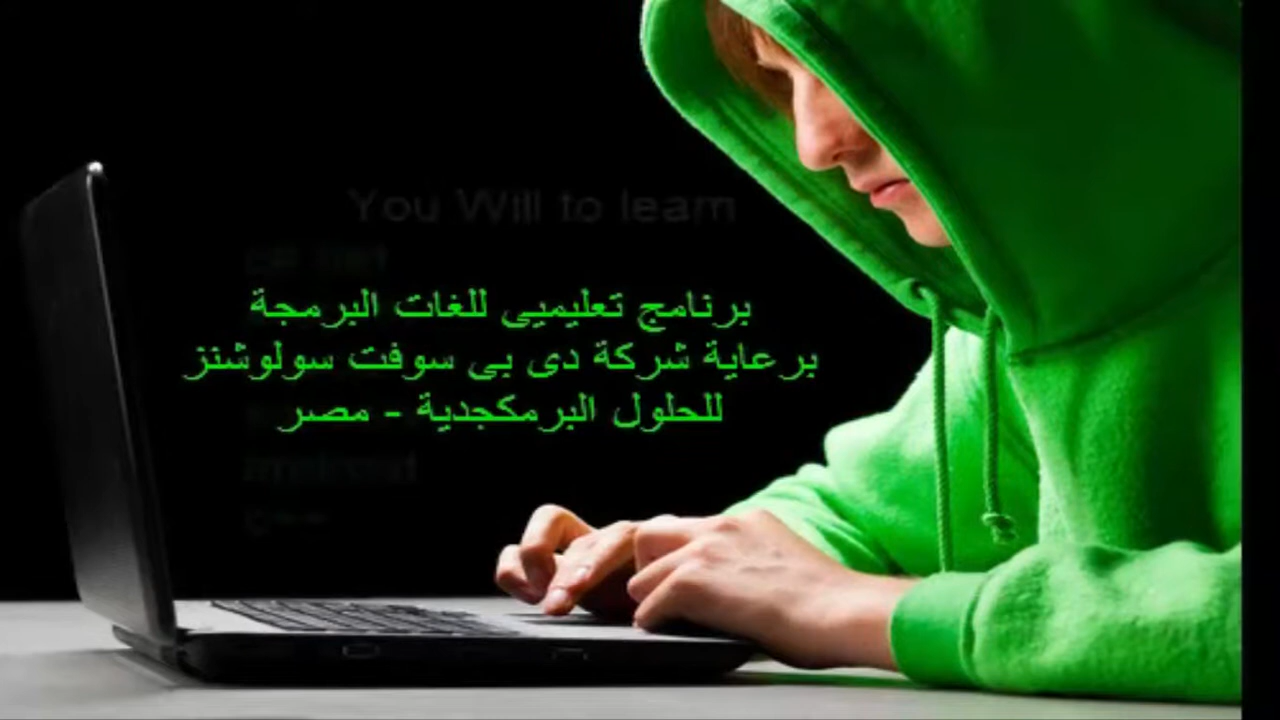 You Will to learn
برنامج تعليميى للغات البرمجة
برعاية شركة دى بى سوفت سولوشنز
للحلول البرمكجدية - مصر